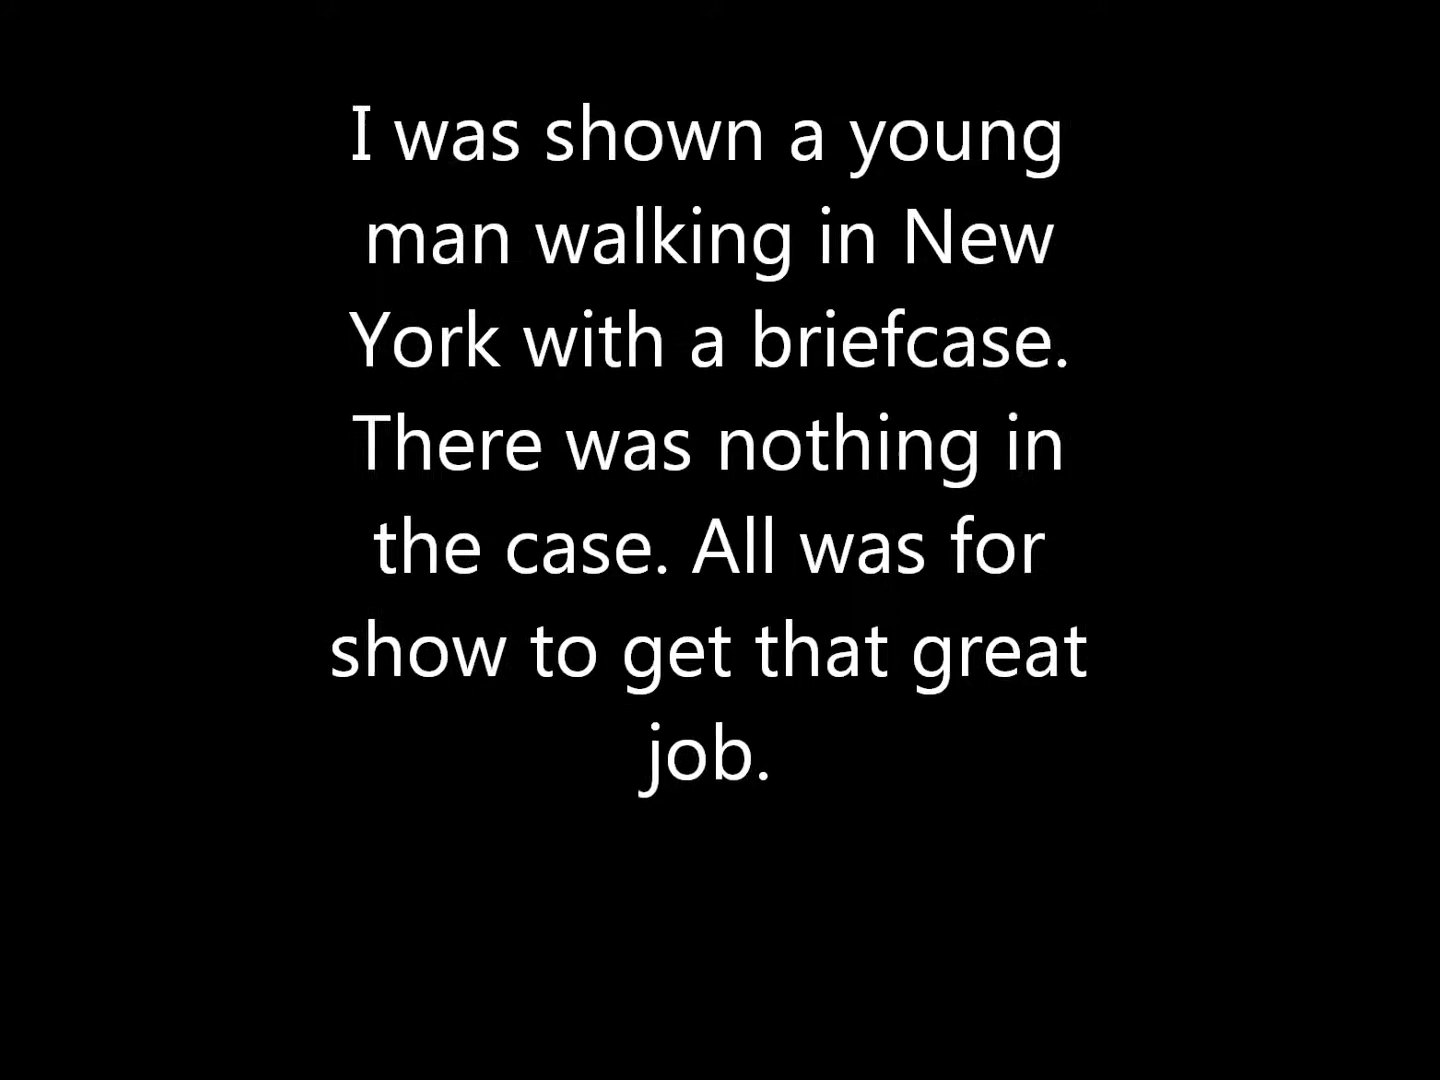 I was shown a young
man walking in New
York with a briefcase.
There was nothing in
the case. All was for
show to get that great
job.